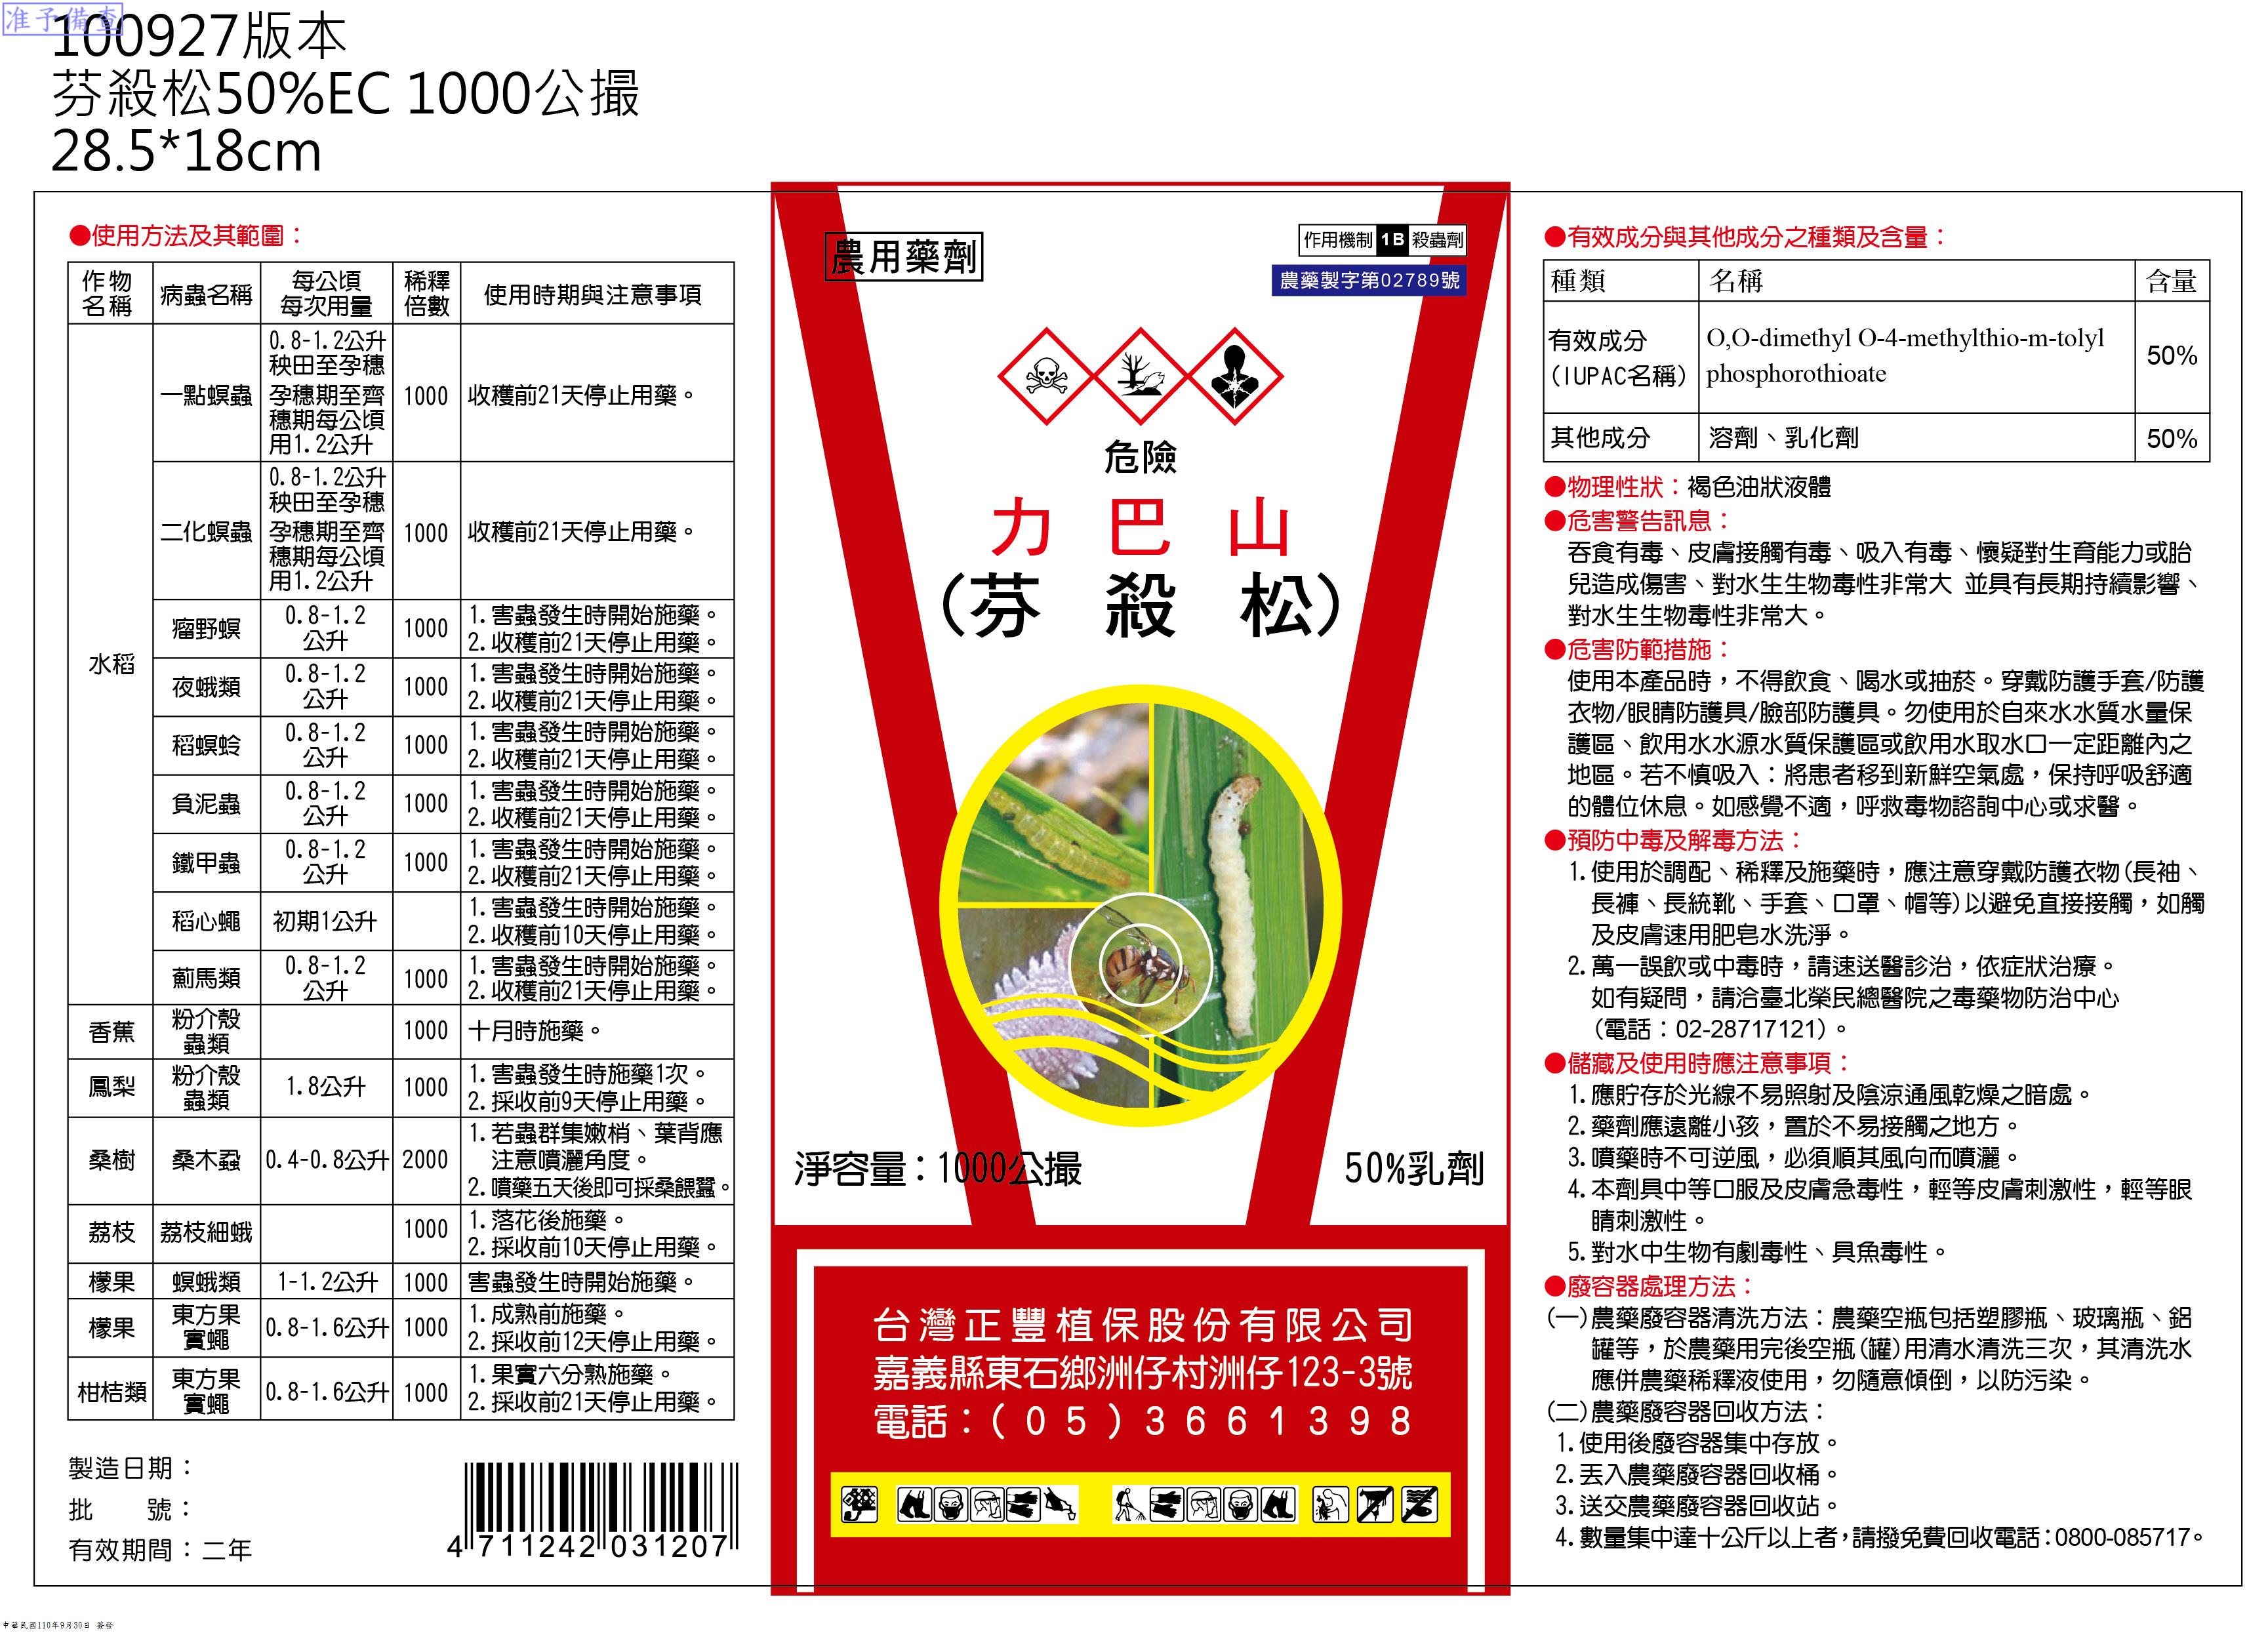 准予備查
100927版本
芬殺松50%EC 1000公撮
28.5*18cm
●使用方法及其範圍：
作物名稱 病蟲名稱 每公頃每次用量 稀釋倍數 使用時期與注意事項
水稻
一點螟蟲 0.8-1.2公升秧田至孕穗孕穗期至齊穗期每公頃用1.2公升 1000 收穫前21天停止用藥。
二化螟蟲 0.8-1.2公升秧田至孕穗孕穗期至齊穗期每公頃用1.2公升 1000 收穫前21天停止用藥。
瘤野螟 0.8-1.2公升 1000 1.害蟲發生時開始施藥。
2.收穫前21天停止用藥。
夜蛾類 0.8-1.2公升 1000 1.害蟲發生時開始施藥。
2.收穫前21天停止用藥。
稻螟蛉 0.8-1.2公升 1000 1.害蟲發生時開始施藥。
2.收穫前21天停止用藥。
負泥蟲 0.8-1.2公升 1000 1.害蟲發生時開始施藥。
2.收穫前21天停止用藥。
鐵甲蟲 0.8-1.2公升 1000 1.害蟲發生時開始施藥。
2.收穫前21天停止用藥。
稻心蠅 初期1公升 1.害蟲發生時開始施藥。
2.收穫前10天停止用藥。
薊馬類 0.8-1.2公升 1000 1.害蟲發生時開始施藥。
2.收穫前21天停止用藥。
香蕉 粉介殼蟲類 1000 十月時施藥。
鳳梨 粉介殼蟲類 1.8公升 1000 1.害蟲發生時施藥1次。
2.採收前9天停止用藥。
桑樹 桑木蝨 0.4-0.8公升 2000 1.若蟲群集嫩梢、葉背應
注意噴灑角度。
2.噴藥五天後即可採桑餵蠶。
荔枝 荔枝細蛾 1000 1.落花後施藥。
2.採收前10天停止用藥。
檬果 螟蛾類 1-1.2公升 1000 害蟲發生時開始施藥。
檬果 東方果實蠅 0.8-1.6公升 1000 1.成熟前施藥。
2.採收前12天停止用藥。
柑桔類 東方果實蠅 0.8-1.6公升 1000 1.果實六分熟施藥。
2.採收前21天停止用藥。
製造日期：
批　　號：
有效期間：二年
4 711242 031207
農用藥劑
作用機制 1B 殺蟲劑
農藥製字第02789號
危險
力 巴 山
(芬 殺 松)
淨容量：1000公撮 50%乳劑
台灣正豐植保股份有限公司
嘉義縣東石鄉洲仔村洲仔123-3號
電話：(05)3661398
●有效成分與其他成分之種類及含量：
種類 名稱 含量
有效成分(IUPAC名稱) O,O-dimethyl O-4-methylthio-m-tolyl phosphorothioate 50%
其他成分 溶劑、乳化劑 50%
●物理性狀：褐色油狀液體
●危害警告訊息：
吞食有毒、皮膚接觸有毒、吸入有毒、懷疑對生育能力或胎
兒造成傷害、對水生生物毒性非常大 並具有長期持續影響、
對水生生物毒性非常大。
●危害防範措施：
使用本產品時，不得飲食、喝水或抽菸。穿戴防護手套/防護
衣物/眼睛防護具/臉部防護具。勿使用於自來水水質水量保
護區、飲用水水源水質保護區或飲用水取水口一定距離內之
地區。若不慎吸入：將患者移到新鮮空氣處，保持呼吸舒適
的體位休息。如感覺不適，呼救毒物諮詢中心或求醫。
●預防中毒及解毒方法：
1.使用於調配、稀釋及施藥時，應注意穿戴防護衣物(長袖、
長褲、長統靴、手套、口罩、帽等)以避免直接接觸，如觸
及皮膚速用肥皂水洗淨。
2.萬一誤飲或中毒時，請速送醫診治，依症狀治療。
如有疑問，請洽臺北榮民總醫院之毒藥物防治中心
(電話：02-28717121)。
●儲藏及使用時應注意事項：
1.應貯存於光線不易照射及陰涼通風乾燥之暗處。
2.藥劑應遠離小孩，置於不易接觸之地方。
3.噴藥時不可逆風，必須順其風向而噴灑。
4.本劑具中等口服及皮膚急毒性，輕等皮膚刺激性，輕等眼
睛刺激性。
5.對水中生物有劇毒性、具魚毒性。
●廢容器處理方法：
(一)農藥廢容器清洗方法：農藥空瓶包括塑膠瓶、玻璃瓶、鋁
罐等，於農藥用完後空瓶(罐)用清水清洗三次，其清洗水
應併農藥稀釋液使用，勿隨意傾倒，以防污染。
(二)農藥廢容器回收方法：
1.使用後廢容器集中存放。
2.丟入農藥廢容器回收桶。
3.送交農藥廢容器回收站。
4.數量集中達十公斤以上者，請撥免費回收電話：0800-085717。
中華民國110年9月30日 簽發